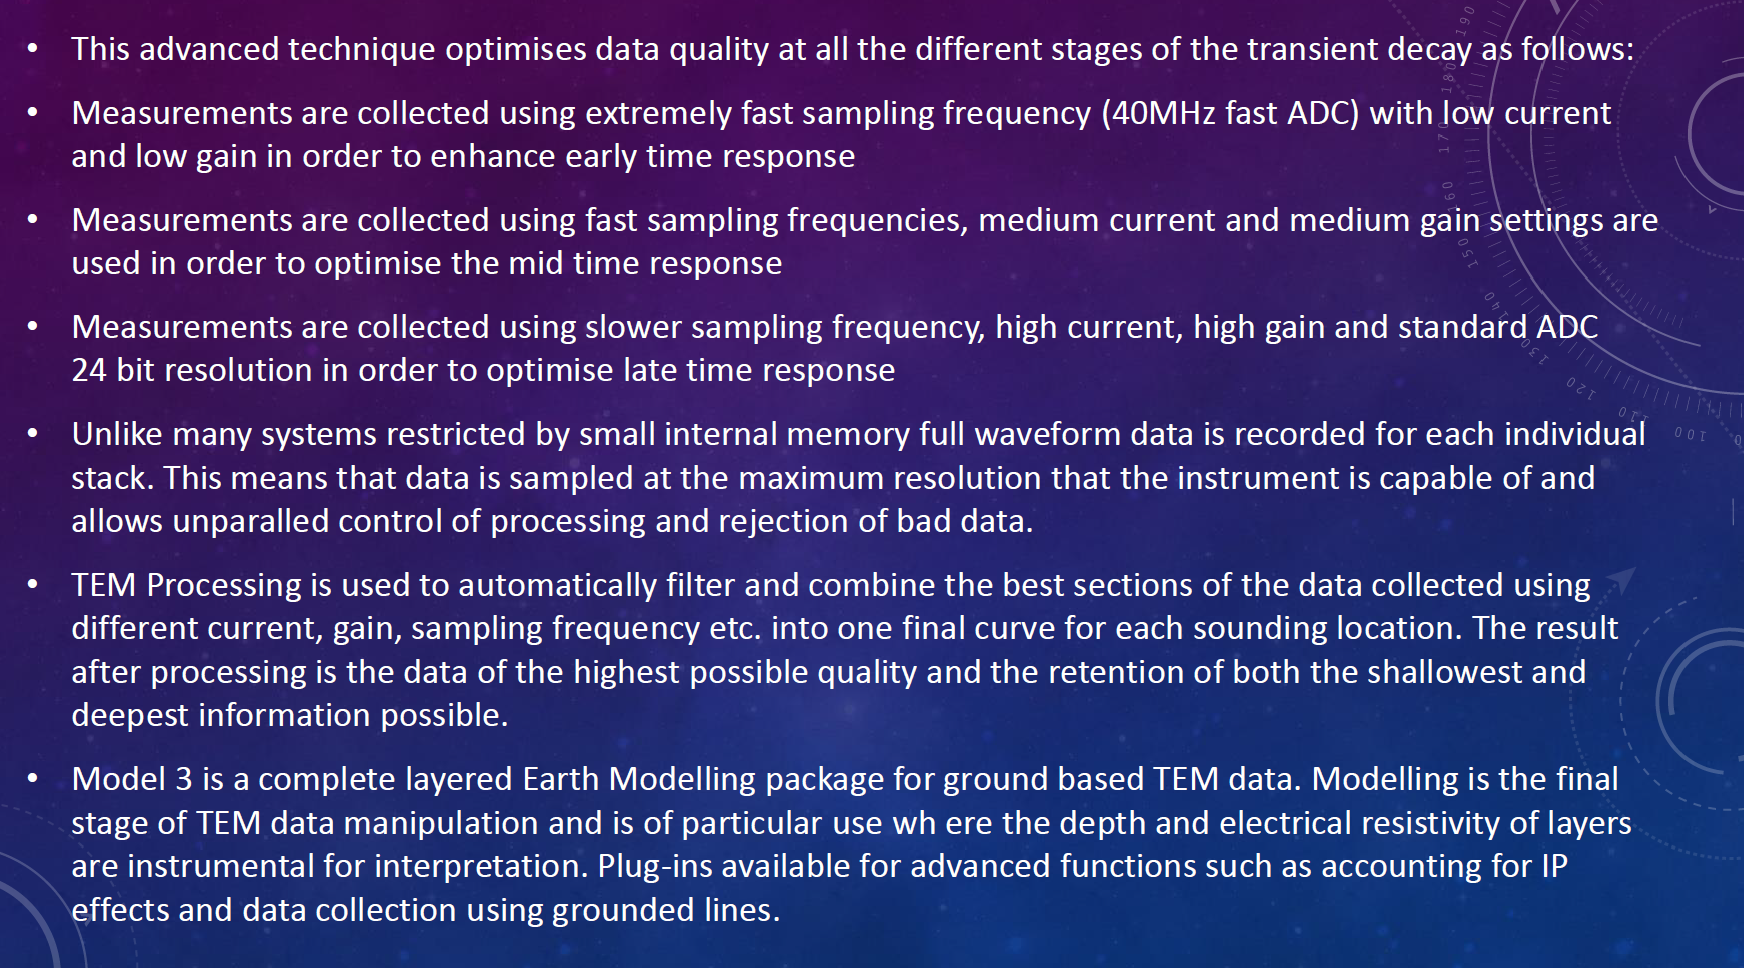 • This advanced technique optimises data quality at all the different stages of the transient decay as follows:
• Measurements are collected using extremely fast sampling frequency (40MHz fast ADC) with low current
and low gain in order to enhance early time response
• Measurements are collected using fast sampling frequencies, medium current and medium gain settings are
used in order to optimise the mid time response
• Measurements are collected using slower sampling frequency, high current, high gain and standard ADC
24 bit resolution in order to optimise late time response
• Unlike many systems restricted by small internal memory full waveform data is recorded for each individual
stack. This means that data is sampled at the maximum resolution that the instrument is capable of and
allows unparalled control of processing and rejection of bad data.
• TEM Processing is used to automatically filter and combine the best sections of the data collected using
different current, gain, sampling frequency etc. into one final curve for each sounding location. The result
after processing is the data of the highest possible quality and the retention of both the shallowest and
deepest information possible.
• Model 3 is a complete layered Earth Modelling package for ground based TEM data. Modelling is the final
stage of TEM data manipulation and is of particular use wh ere the depth and electrical resistivity of layers
are instrumental for interpretation. Plug-ins available for advanced functions such as accounting for IP
effects and data collection using grounded lines.
190
180
170
160
150
140
130
120
110
100